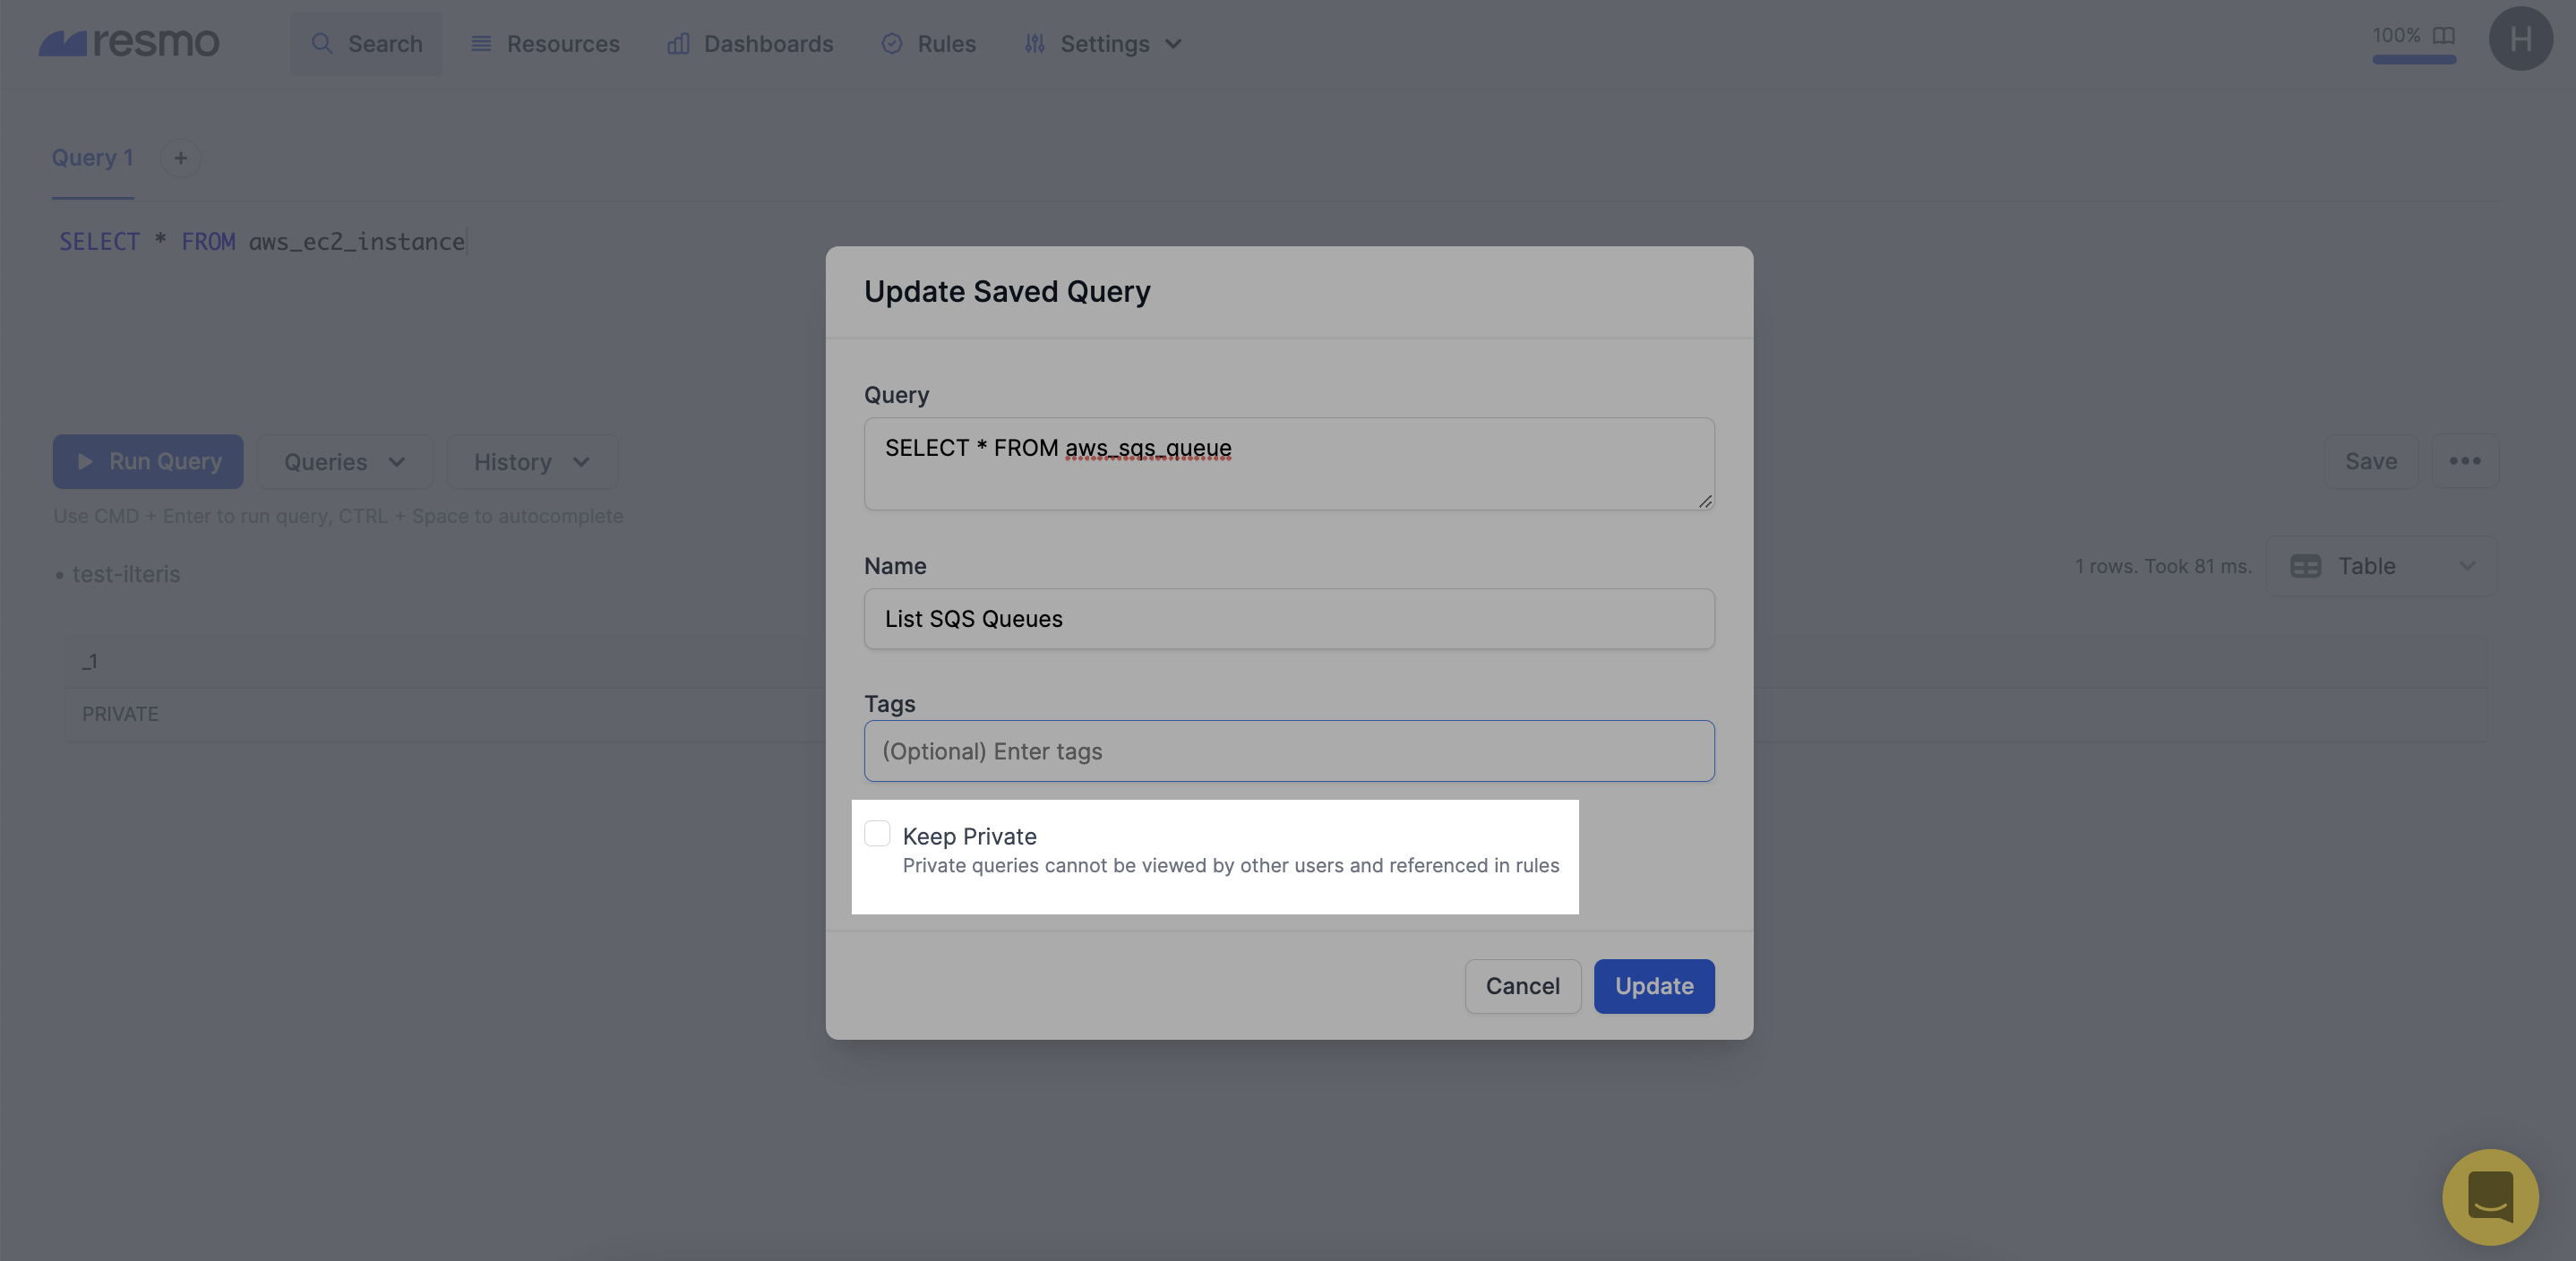 resmo
Search
Resources
Dashboards
Rules
Settings
100%
H
Query 1
+
SELECT * FROM aws_ec2_instance
Run Query
Queries
History
Save
Use CMD + Enter to run query, CTRL + Space to autocomplete
• test-ilteris
1 rows. Took 81 ms.
Table
_1
PRIVATE
Update Saved Query
Query
SELECT * FROM aws_sqs_queue
Name
List SQS Queues
Tags
(Optional) Enter tags
Keep Private
Private queries cannot be viewed by other users and referenced in rules
Cancel
Update